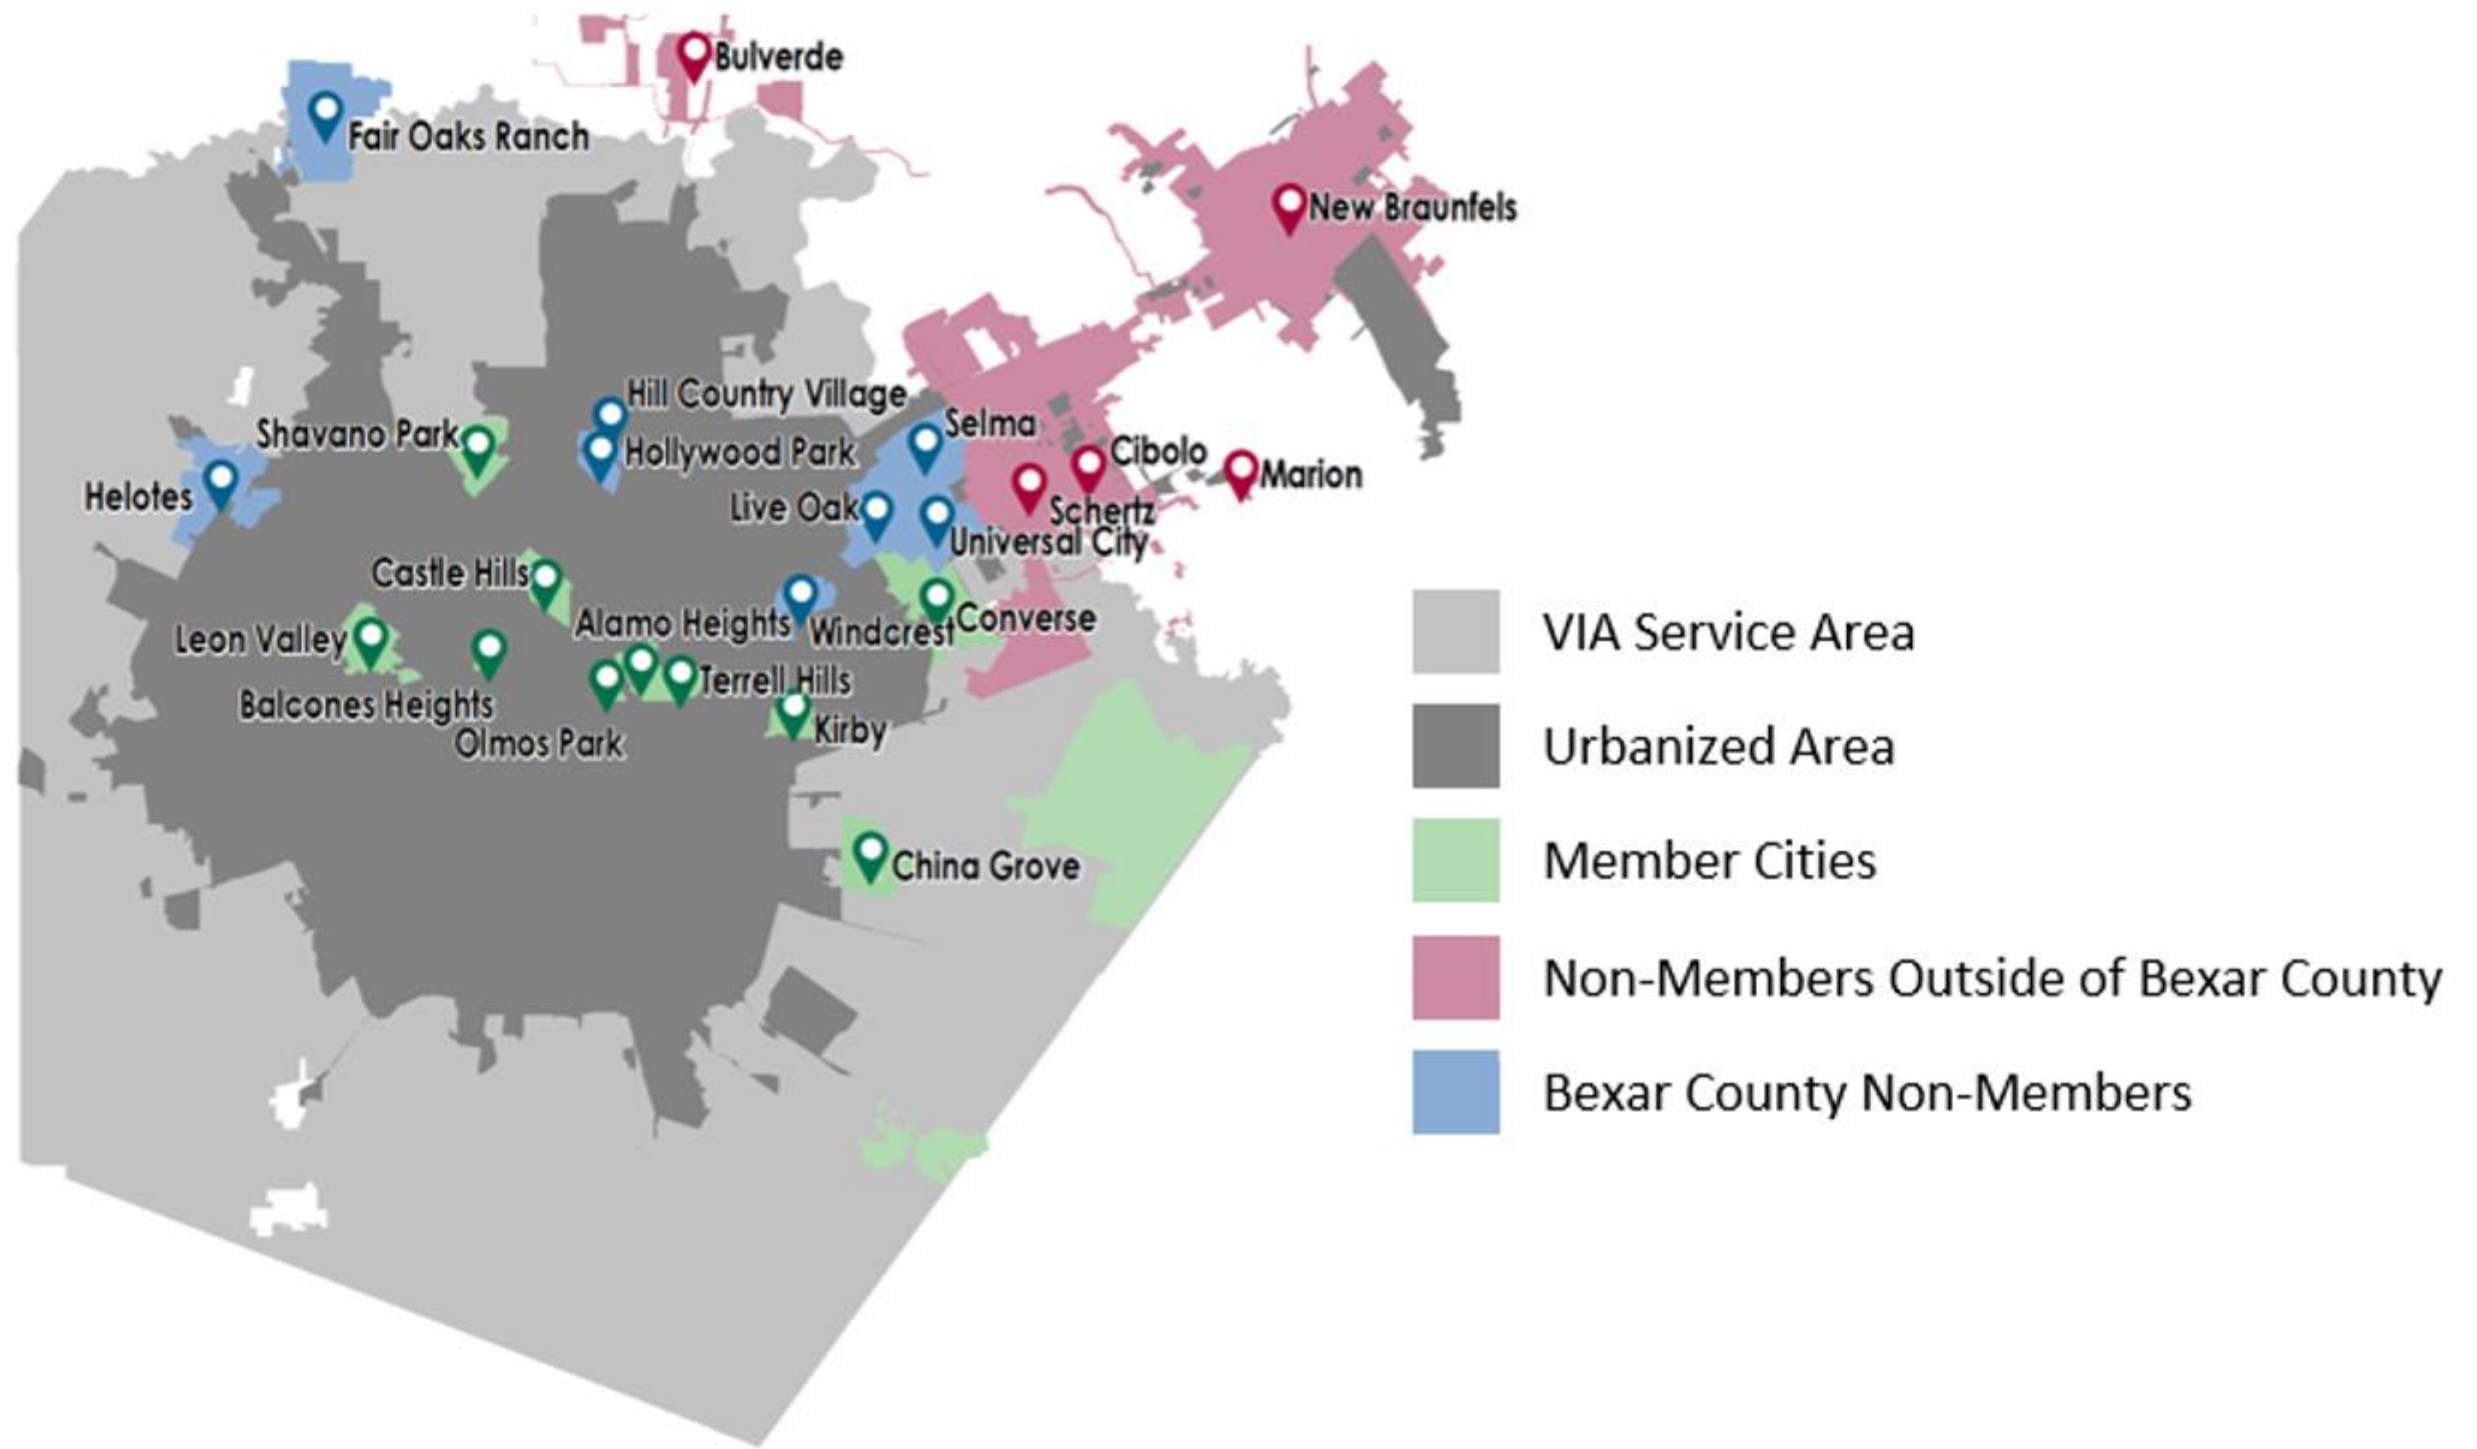 Bulverde
Fair Oaks Ranch
New Braunfels
Hill Country Village
Selma
Shavano Park
Hollywood Park
Cibolo
Marion
Helotes
Live Oak
Schertz
Universal City
Castle Hills
Alamo Heights
Windcrest
Converse
Leon Valley
Terrell Hills
Balcones Heights
Kirby
Olmos Park
China Grove
VIA Service Area
Urbanized Area
Member Cities
Non-Members Outside of Bexar County
Bexar County Non-Members